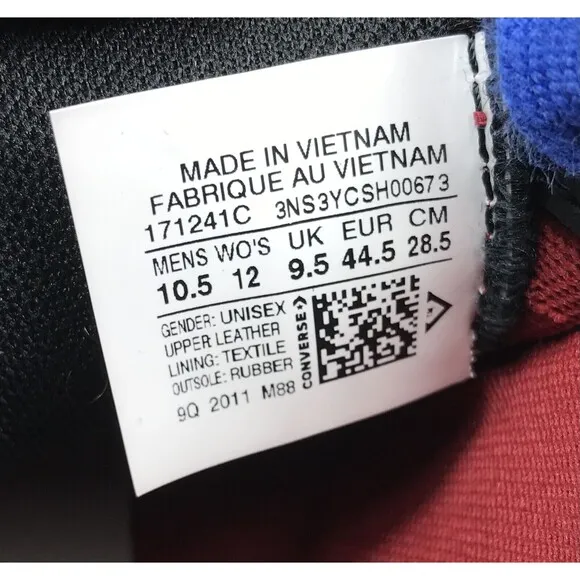 MADE IN VIETNAM
FABRIQUE AU VIETNAM
171241C 3NS3YCSH00673
MENS WO'S UK EUR CM
10.5 12 9.5 44.5 28.5
GENDER: UNISEX
UPPER: LEATHER
LINING: TEXTILE
OUTSOLE: RUBBER
9Q 2011 M88
CONVERSE